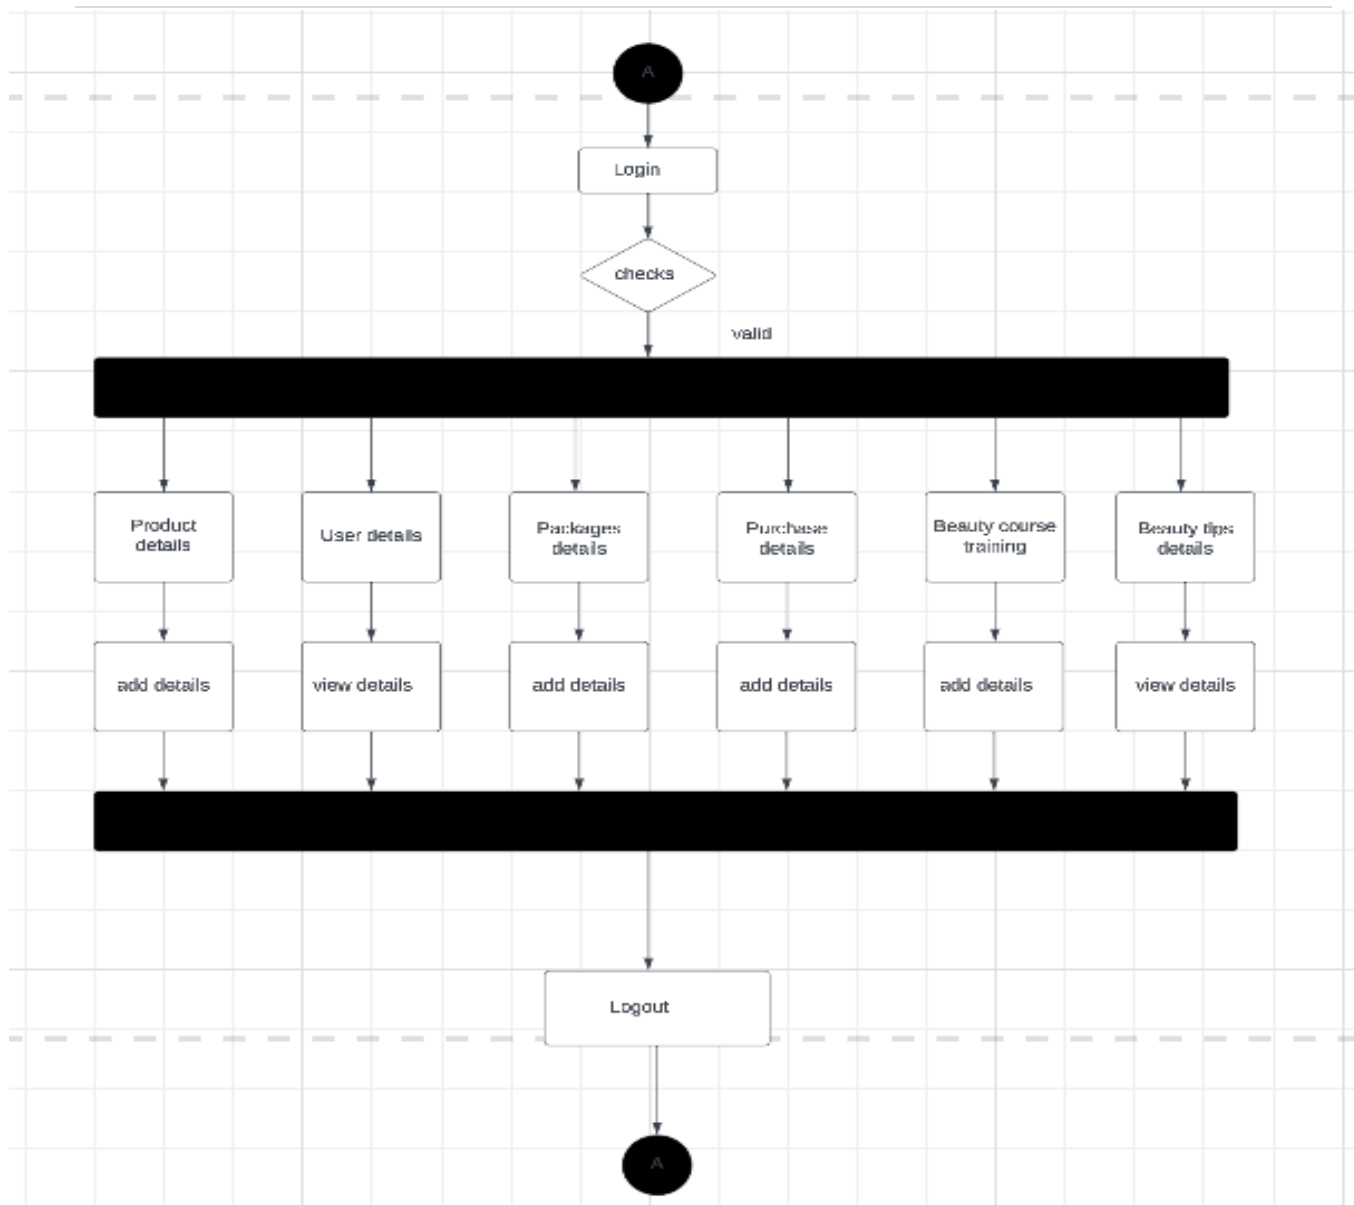 A
Login
checks
valid
Product
details
User details
Packages
details
Purchase
details
Beauty course
training
Beauty tips
details
add details
view details
add details
add details
add details
view details
Logout
A